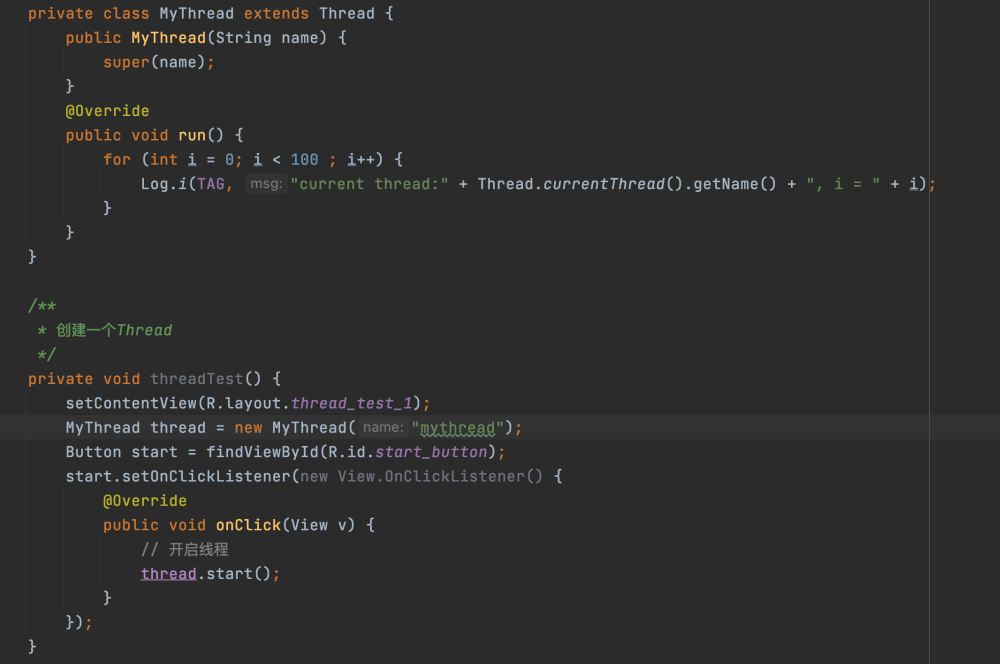 private class MyThread extends Thread {
    public MyThread(String name) {
        super(name);
    }
    @Override
    public void run() {
        for (int i = 0; i < 100 ; i++) {
            Log.i(TAG, msg: "current thread:" + Thread.currentThread().getName() + ", i = " + i);
        }
    }
}

/**
 * 创建一个Thread
 */
private void threadTest() {
    setContentView(R.layout.thread_test_1);
    MyThread thread = new MyThread( name: "mythread");
    Button start = findViewById(R.id.start_button);
    start.setOnClickListener(new View.OnClickListener() {
        @Override
        public void onClick(View v) {
            // 开启线程
            thread.start();
        }
    });
}